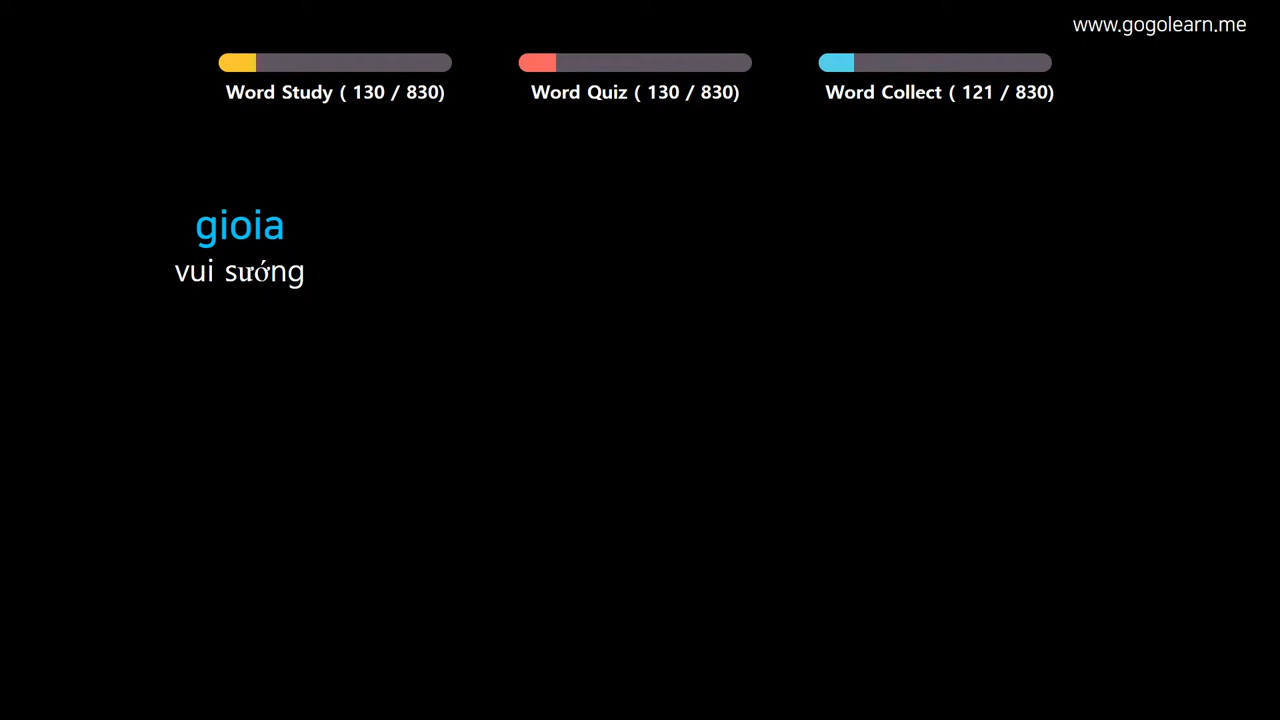 www.gogolearn.me
Word Study ( 130 / 830)
Word Quiz ( 130 / 830)
Word Collect ( 121 / 830)
gioia
vui sướng